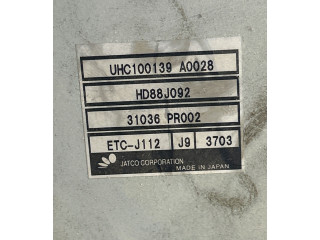 UHC100139 A0028
HD88J092
31036 PR002
ETC-J112 J9 3703
JATCO CORPORATION
MADE IN JAPAN